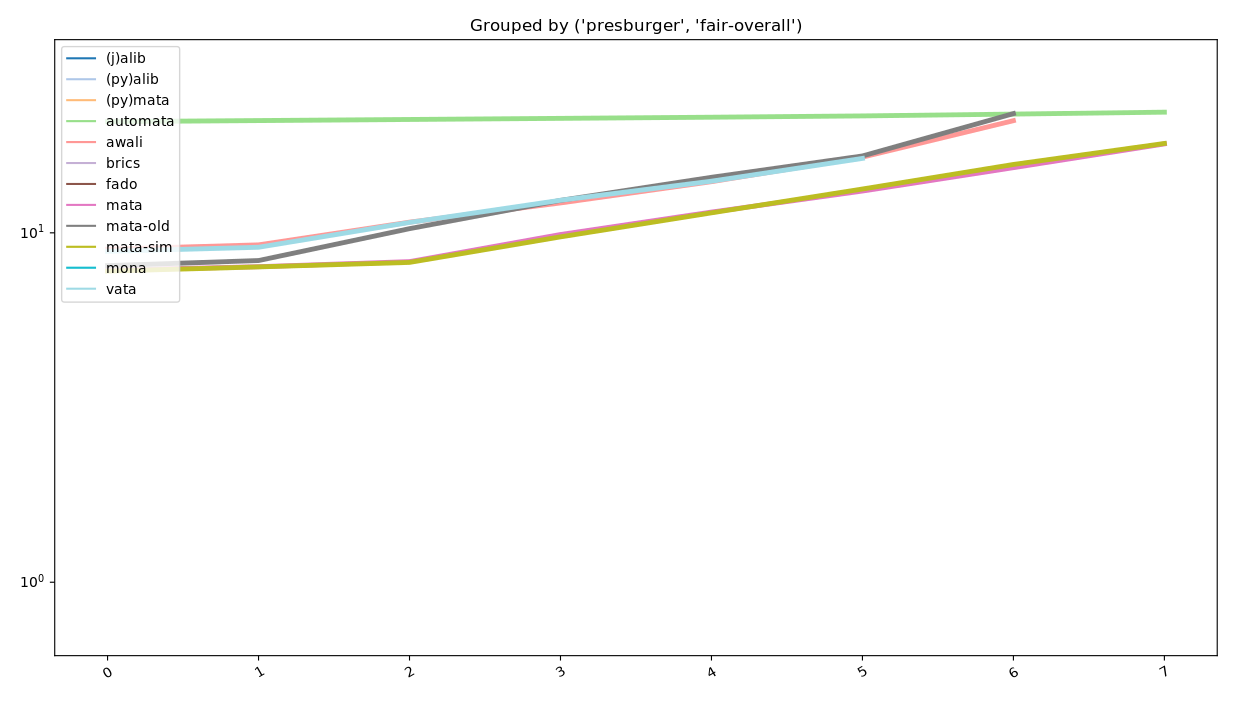 Grouped by ('presburger', 'fair-overall')
(j)alib
(py)alib
(py)mata
automata
awali
brics
fado
mata
mata-old
mata-sim
mona
vata
10¹
10⁰
0 1 2 3 4 5 6 7